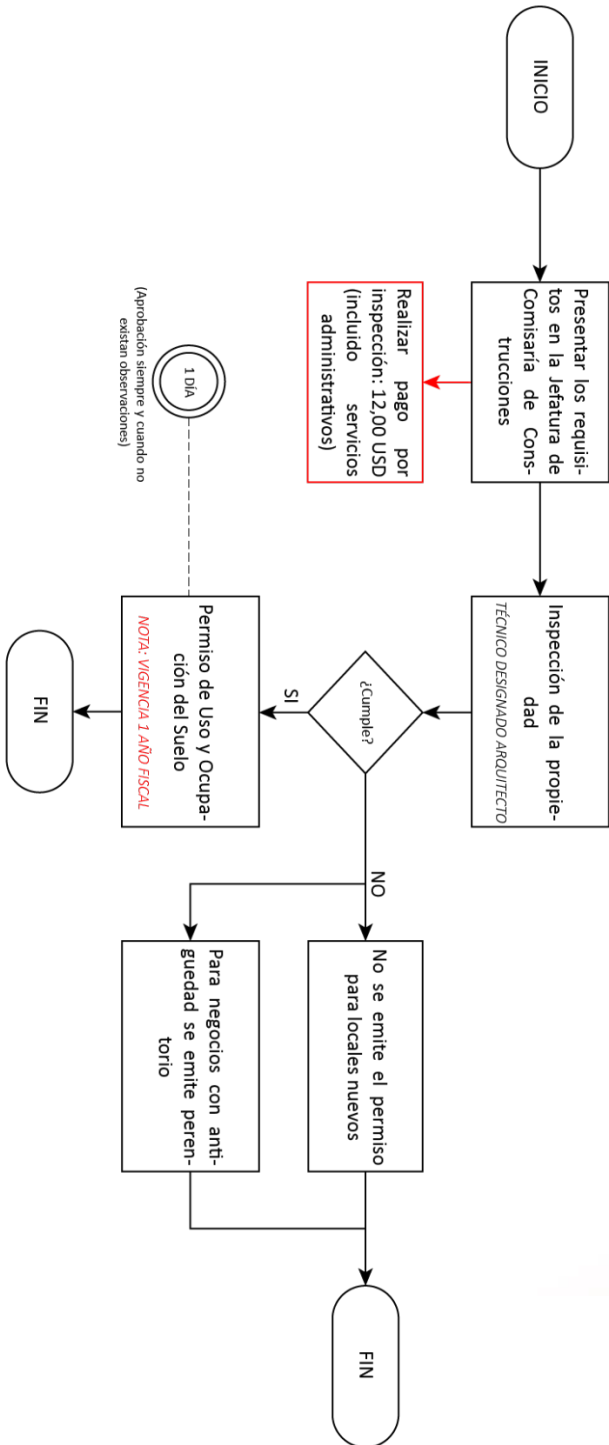 INICIO
Presentar los requisi-
tos en la Jefatura de
Comisaría de Cons-
trucciones
Realizar pago por
inspección: 12,00 USD
(incluido servicios
administrativos)
Inspección de la propie-
dad
TÉCNICO DESIGNADO ARQUITECTO
¿Cumple?
SI
NO
Permiso de Uso y Ocupa-
ción del Suelo
NOTA: VIGENCIA 1 AÑO FISCAL
1 DÍA
(Aprobación siempre y cuando no
existan observaciones)
FIN
No se emite el permiso
para locales nuevos
Para negocios con anti-
guedad se emite peren-
torio
FIN